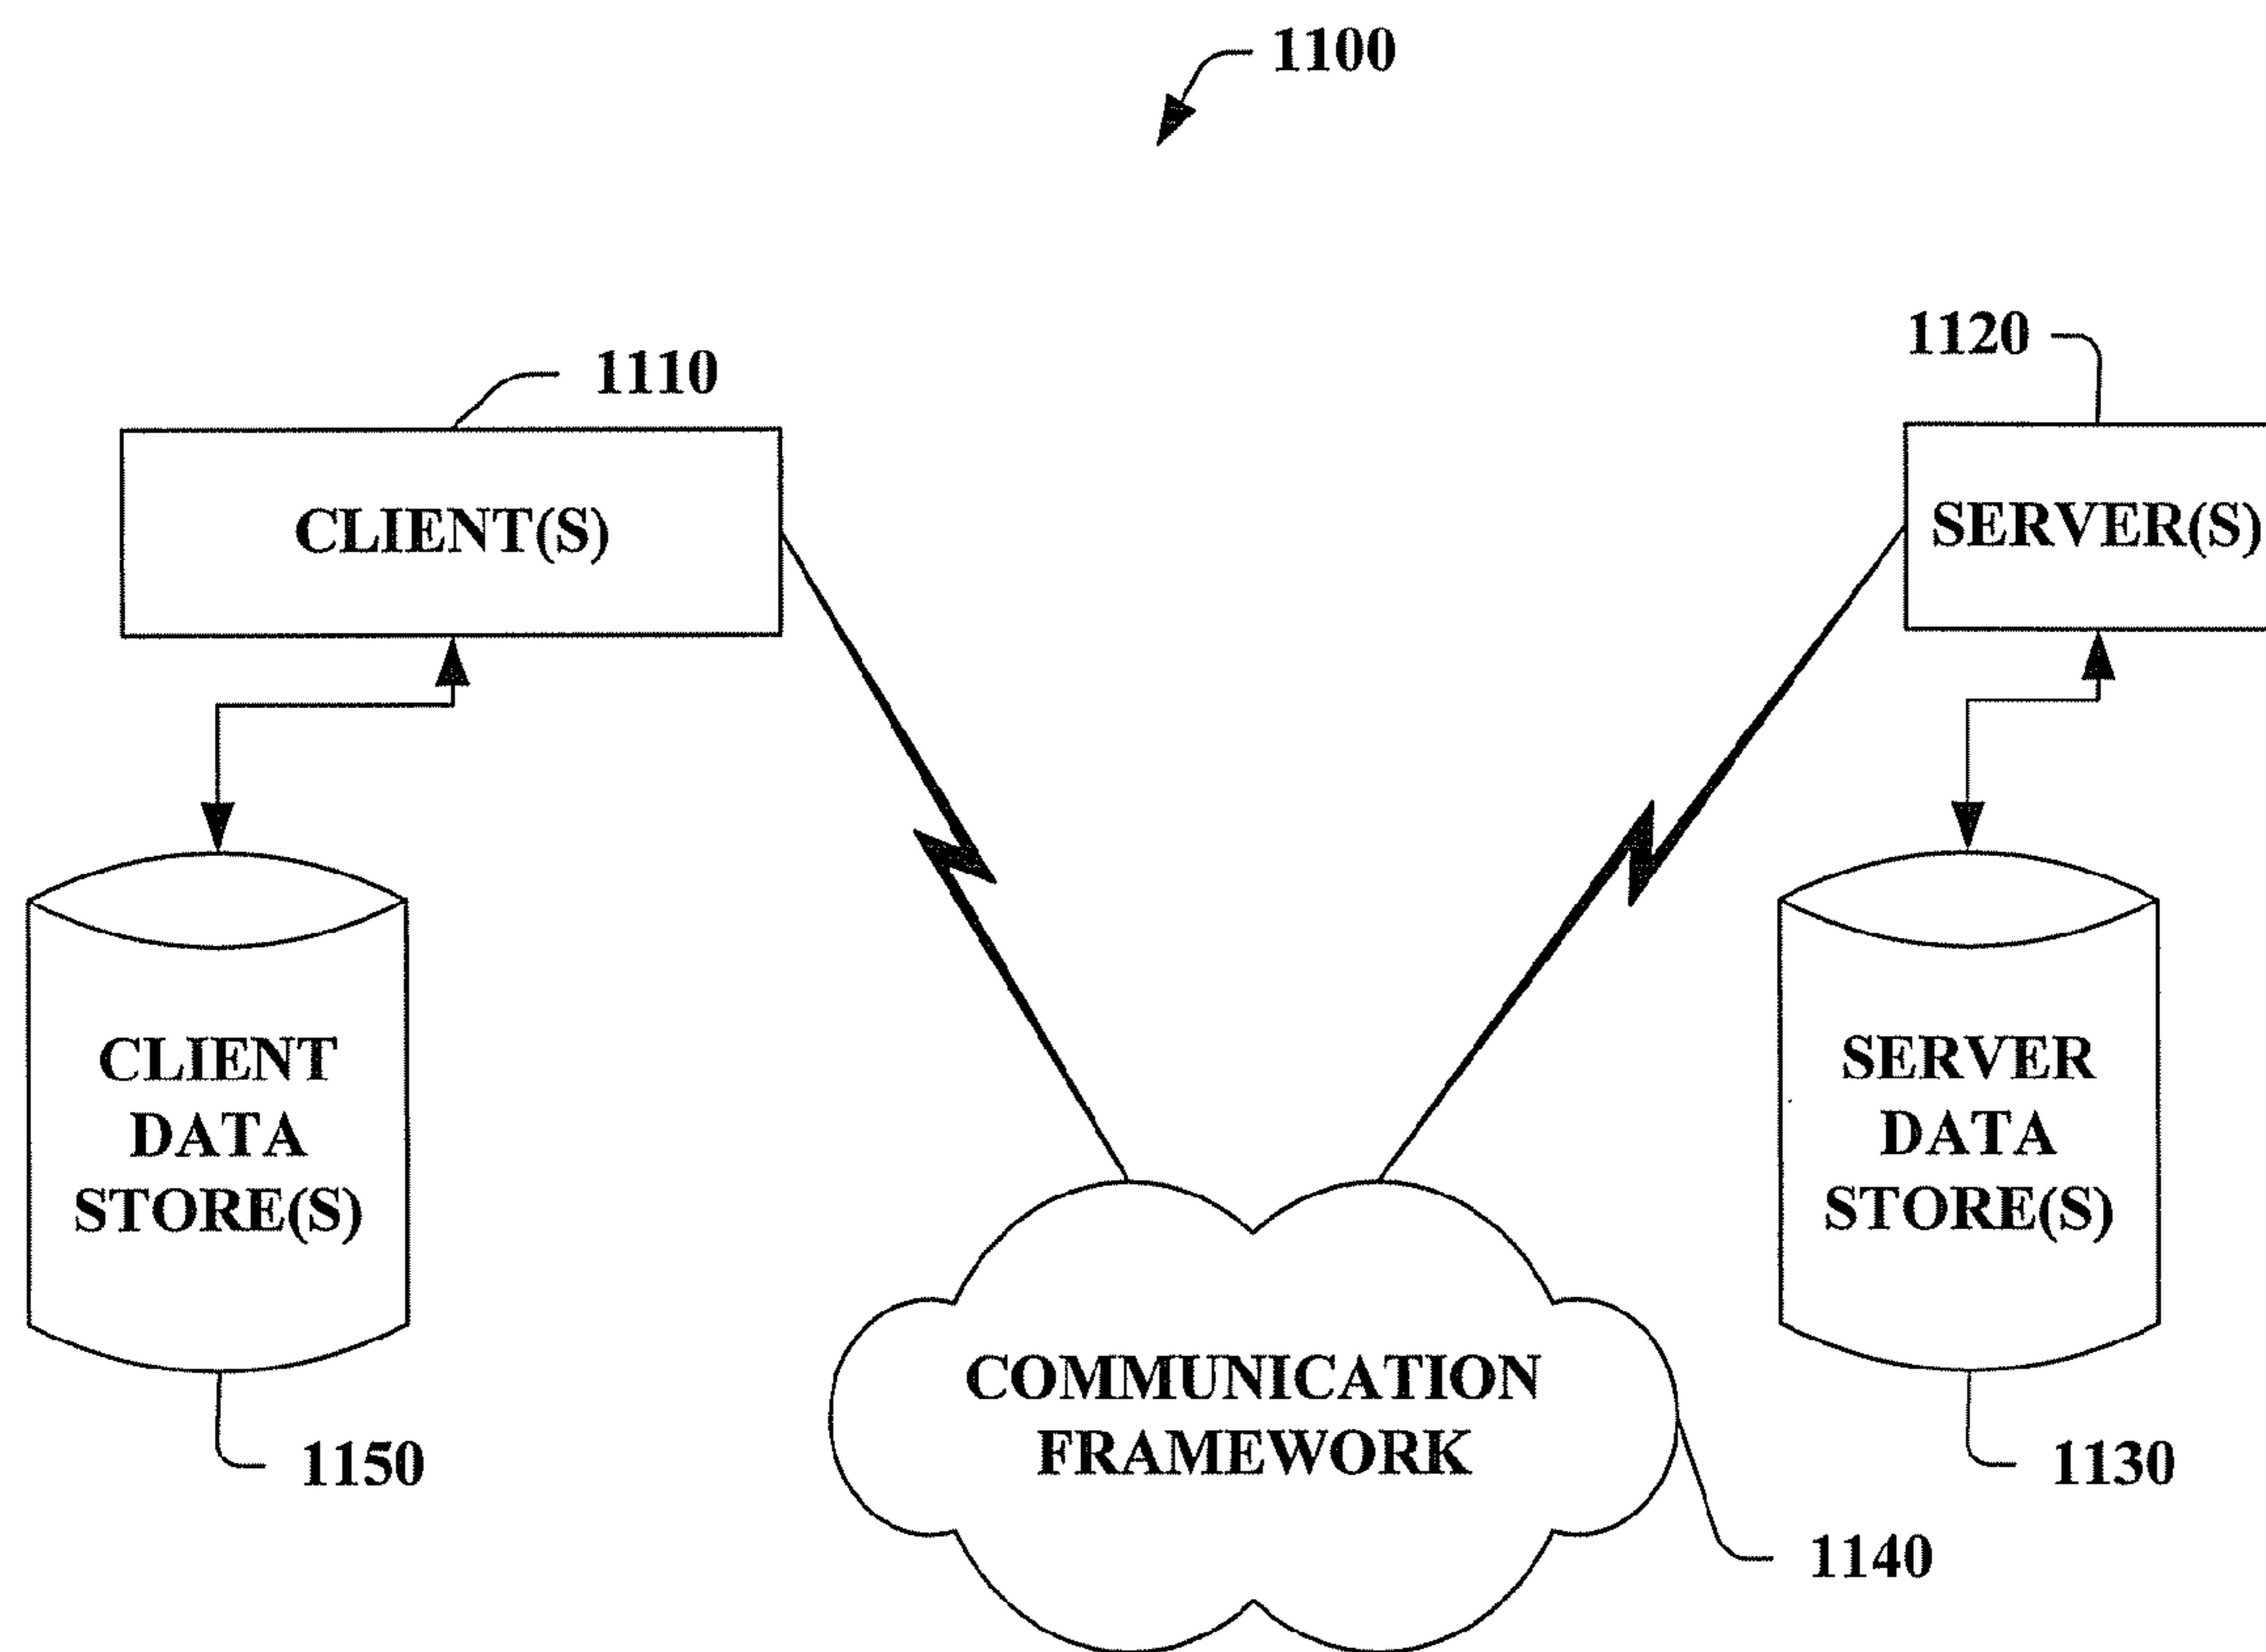 1100
1120
1110
CLIENT(S)
SERVER(S)
CLIENT
DATA
STORE(S)
SERVER
DATA
STORE(S)
COMMUNICATION
FRAMEWORK
1150
1130
1140